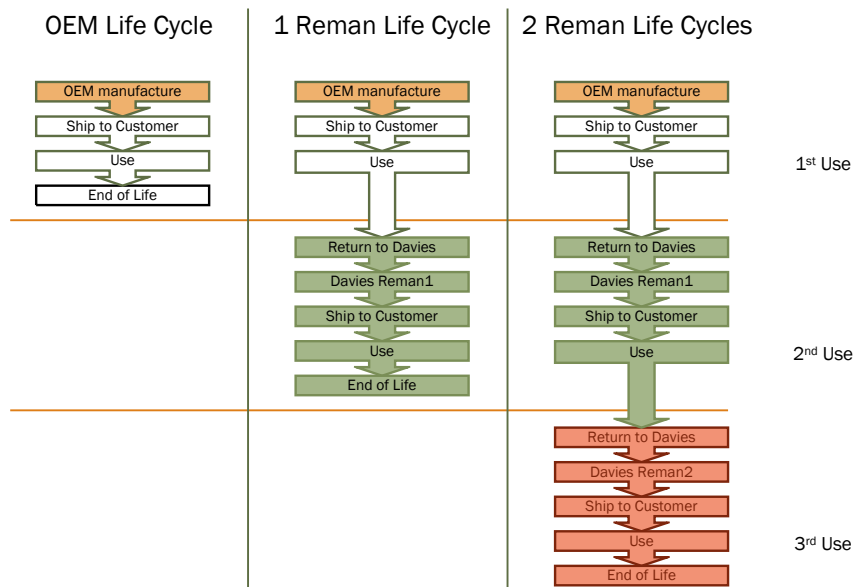 OEM Life Cycle
1 Reman Life Cycle
2 Reman Life Cycles
OEM manufacture
Ship to Customer
Use
End of Life
OEM manufacture
Ship to Customer
Use
Return to Davies
Davies Reman1
Ship to Customer
Use
End of Life
OEM manufacture
Ship to Customer
Use
Return to Davies
Davies Reman1
Ship to Customer
Use
Return to Davies
Davies Reman2
Ship to Customer
Use
End of Life
1st Use
2nd Use
3rd Use